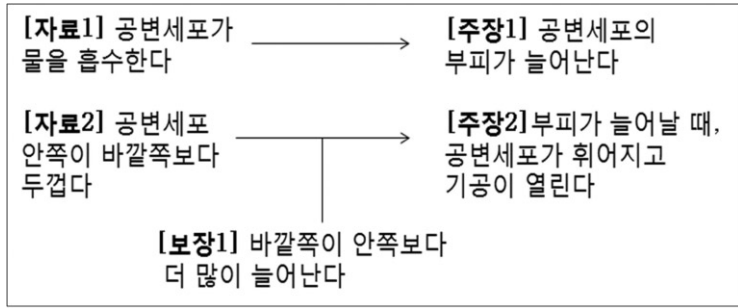 [자료1] 공변세포가
물을 흡수한다
[주장1] 공변세포의
부피가 늘어난다
[자료2] 공변세포
안쪽이 바깥쪽보다
두껍다
[주장2]부피가 늘어날 때,
공변세포가 휘어지고
기공이 열린다
[보장1] 바깥쪽이 안쪽보다
더 많이 늘어난다